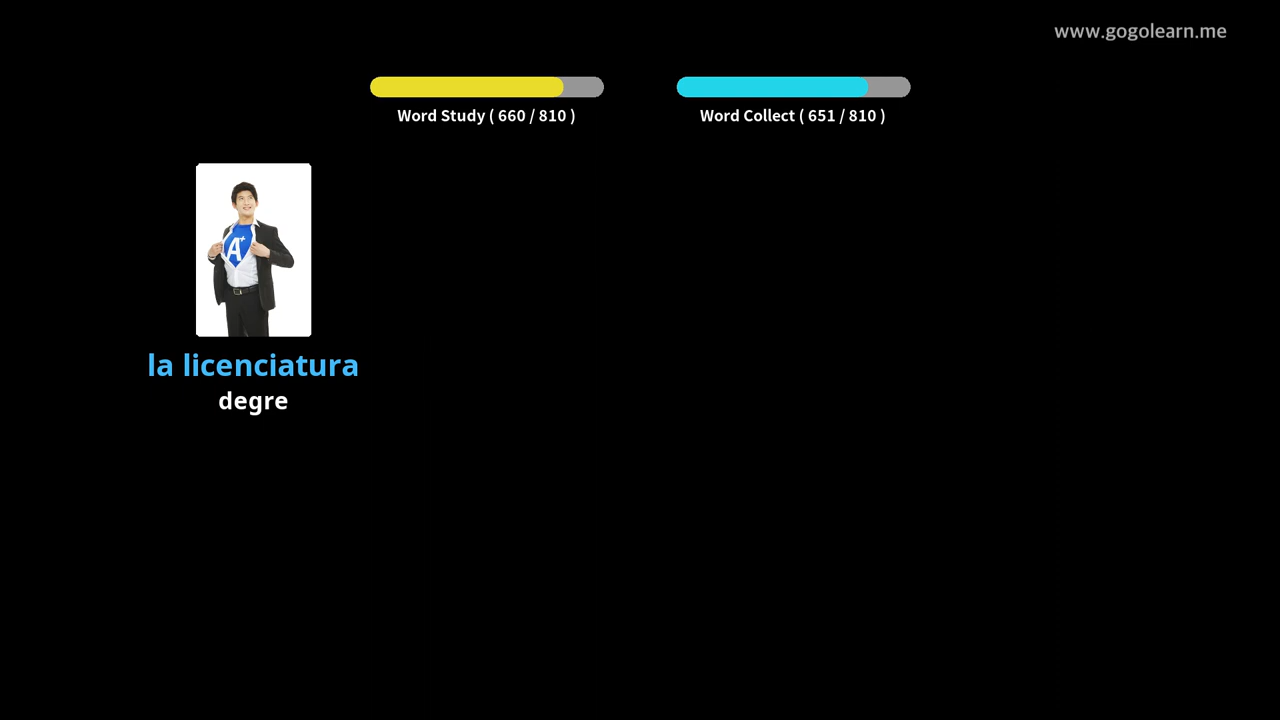 www.gogolearn.me
Word Study ( 660 / 810 )
Word Collect ( 651 / 810 )
A+
la licenciatura
degre